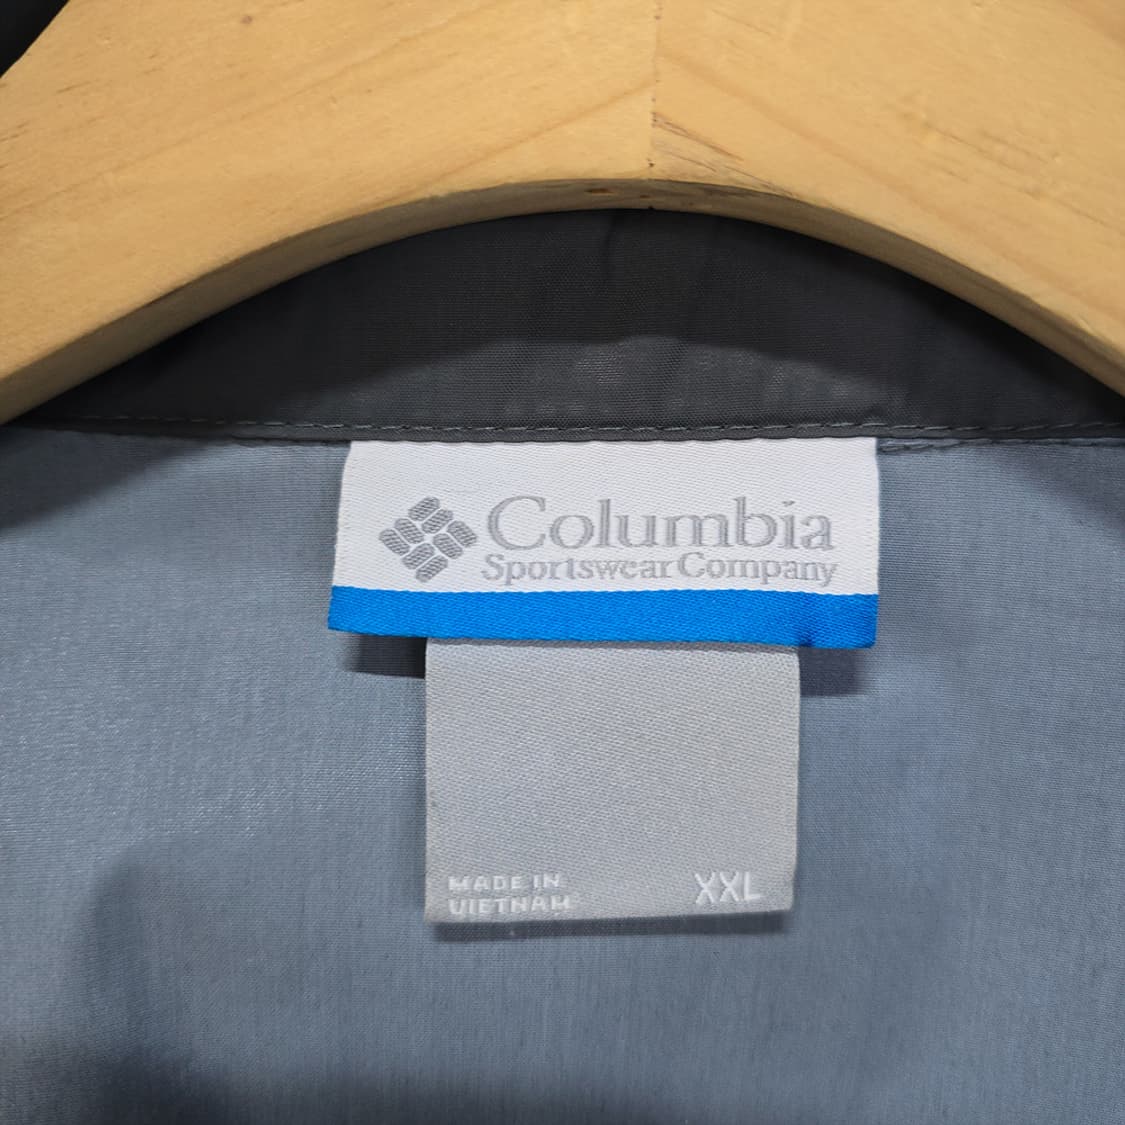 Columbia
Sportswear Company
MADE IN
VIETNAM
XXL